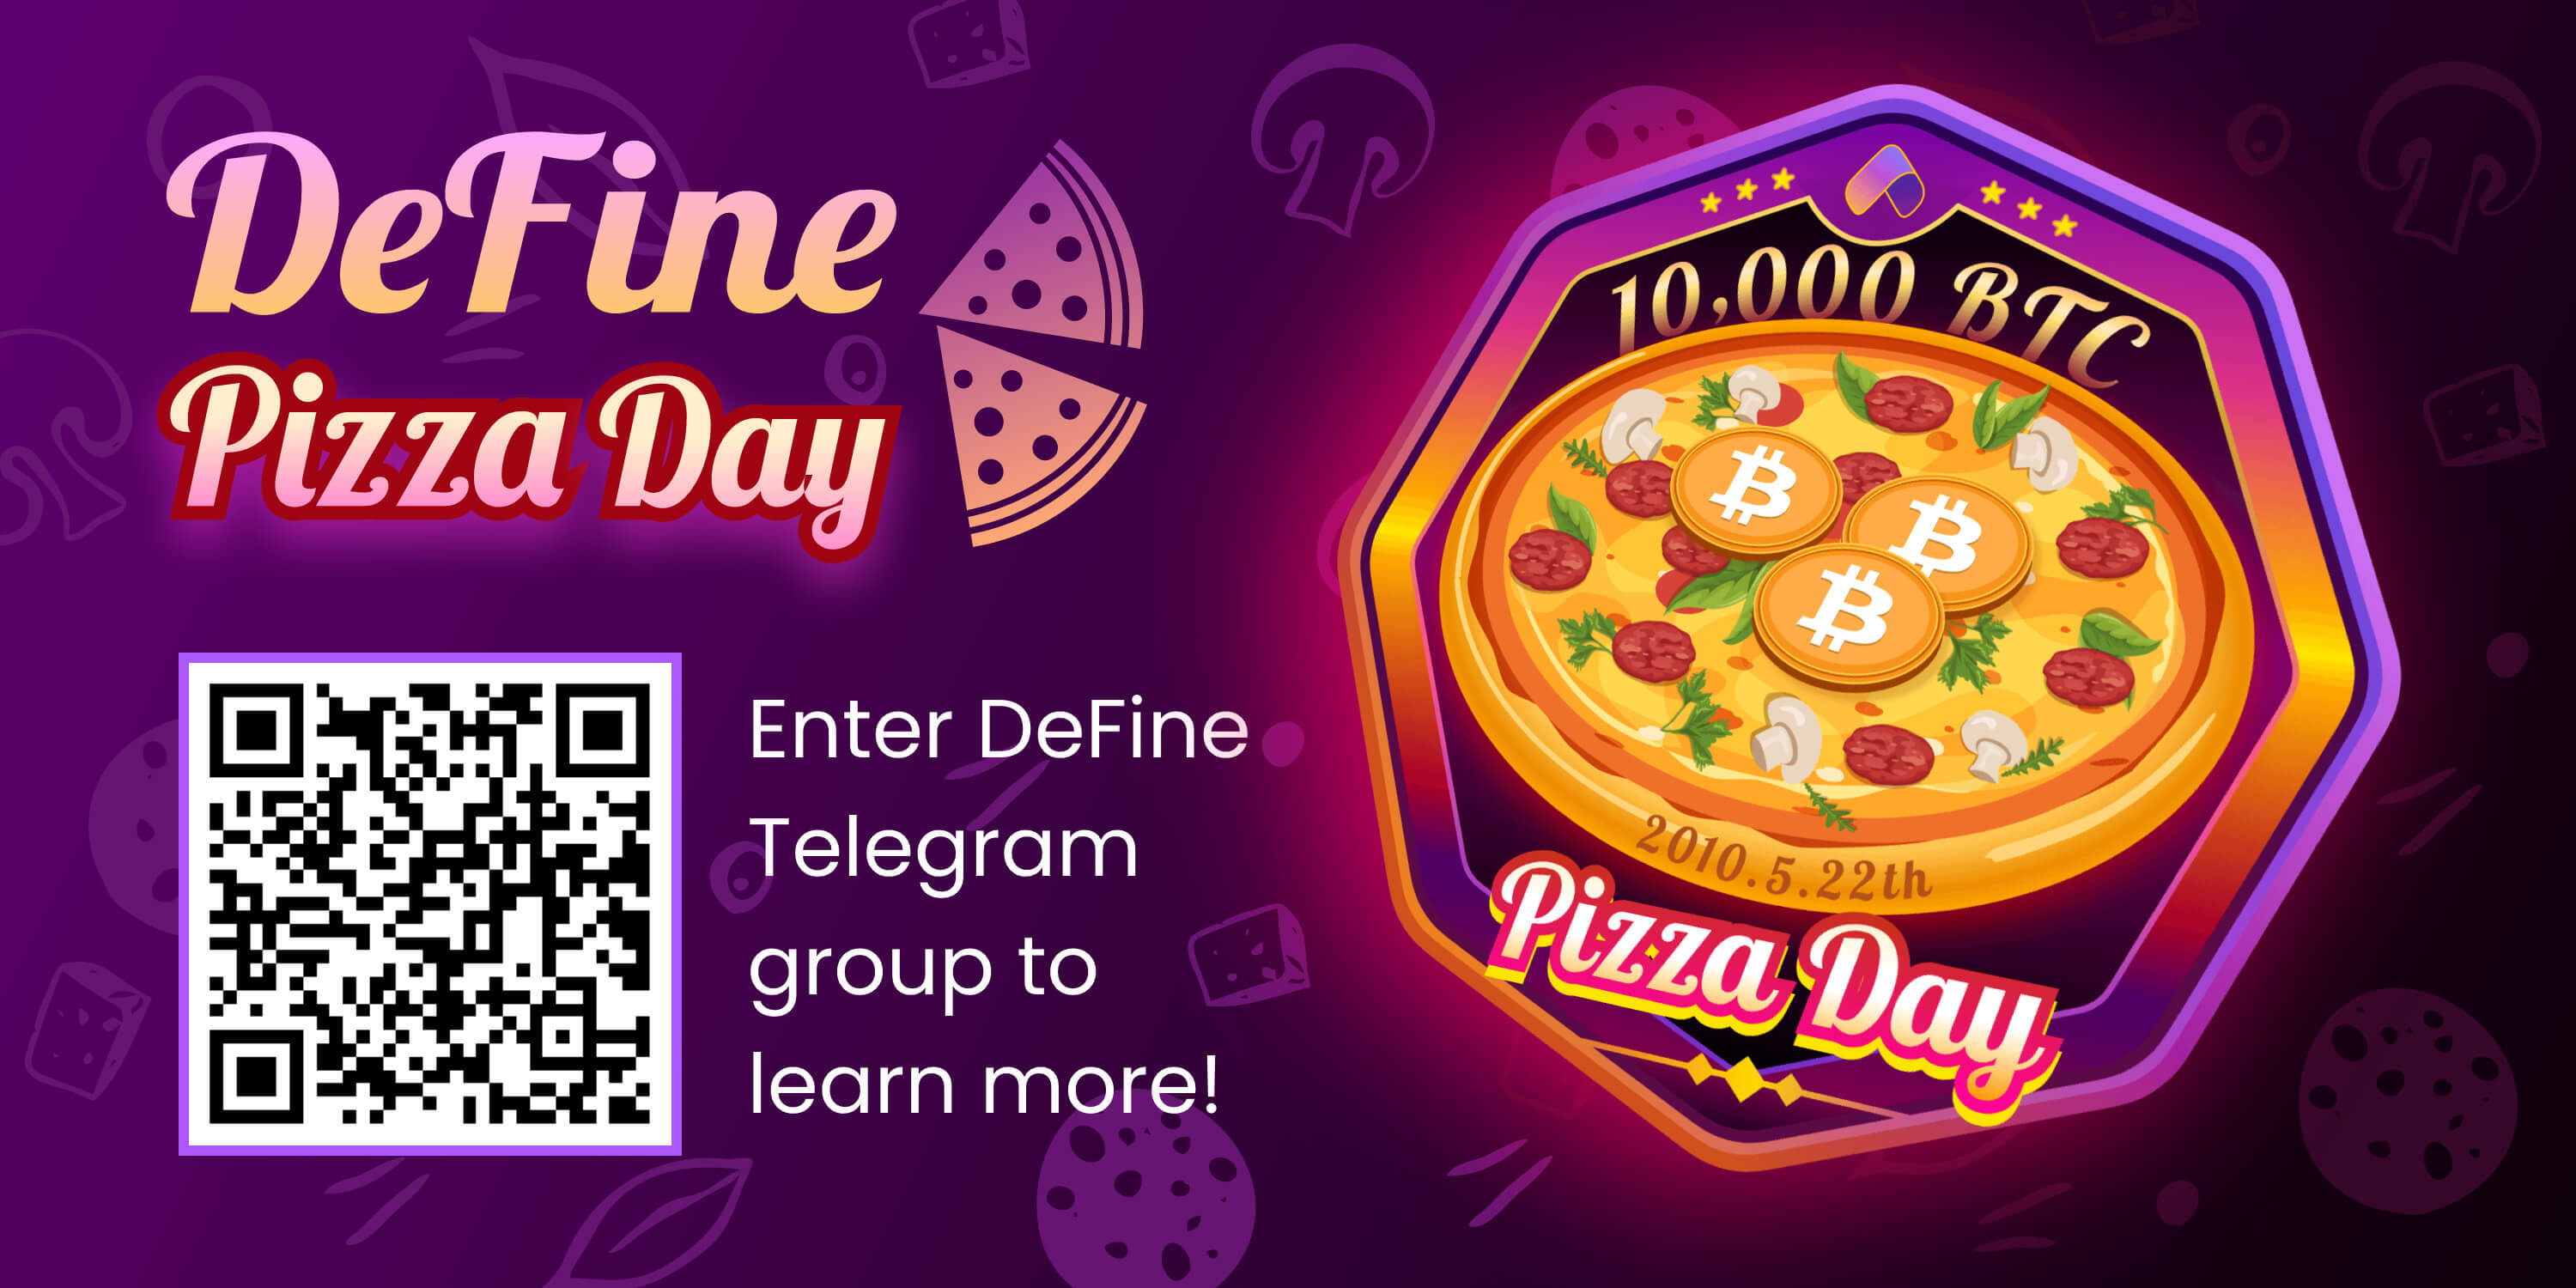 DeFine
Pizza Day
Enter DeFine
Telegram
group to
learn more!
10,000 BTC
2010.5.22th
Pizza Day